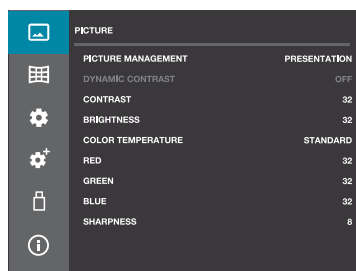 PICTURE
PICTURE MANAGEMENT PRESENTATION
DYNAMIC CONTRAST OFF
CONTRAST 32
BRIGHTNESS 32
COLOR TEMPERATURE STANDARD
RED 32
GREEN 32
BLUE 32
SHARPNESS 8